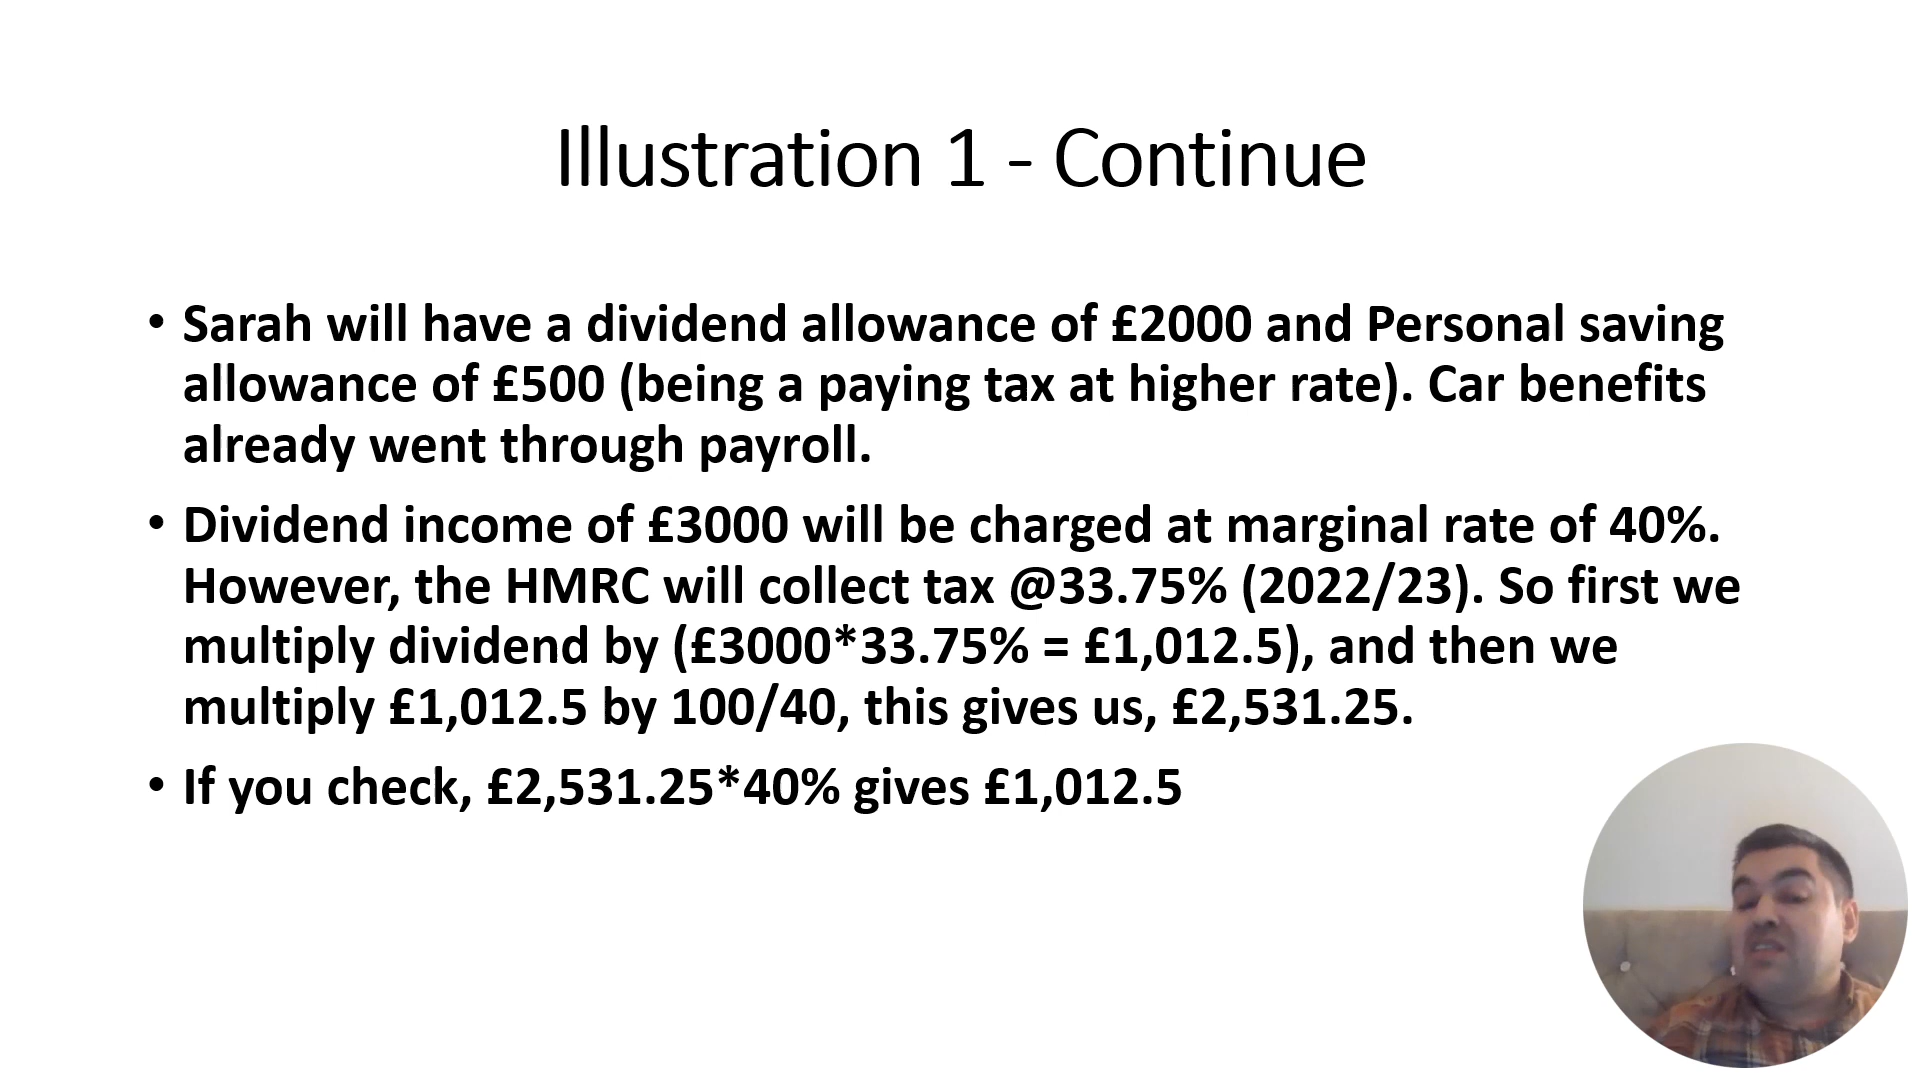 Illustration 1 - Continue
• Sarah will have a dividend allowance of £2000 and Personal saving
allowance of £500 (being a paying tax at higher rate). Car benefits
already went through payroll.
• Dividend income of £3000 will be charged at marginal rate of 40%.
However, the HMRC will collect tax @33.75% (2022/23). So first we
multiply dividend by (£3000*33.75% = £1,012.5), and then we
multiply £1,012.5 by 100/40, this gives us, £2,531.25.
• If you check, £2,531.25*40% gives £1,012.5